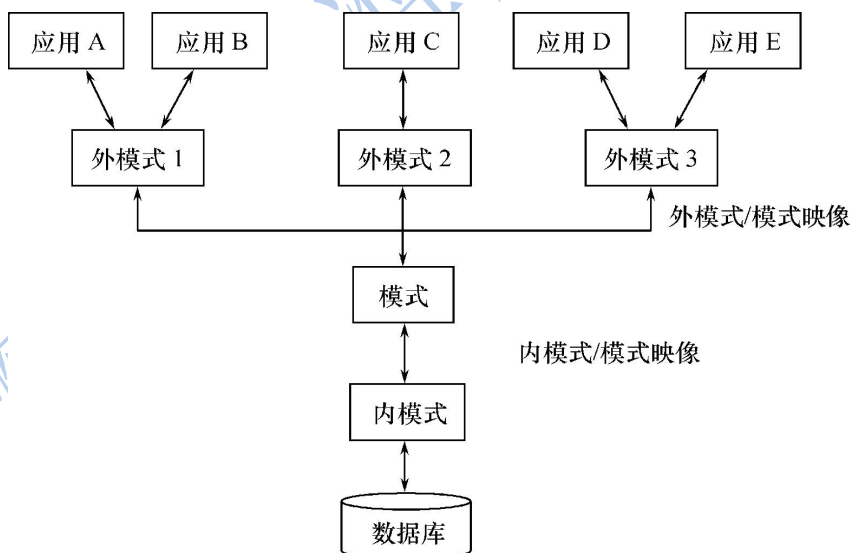 应用 A
应用 B
应用 C
应用 D
应用 E
外模式 1
外模式 2
外模式 3
外模式/模式映像
模式
内模式/模式映像
内模式
数据库